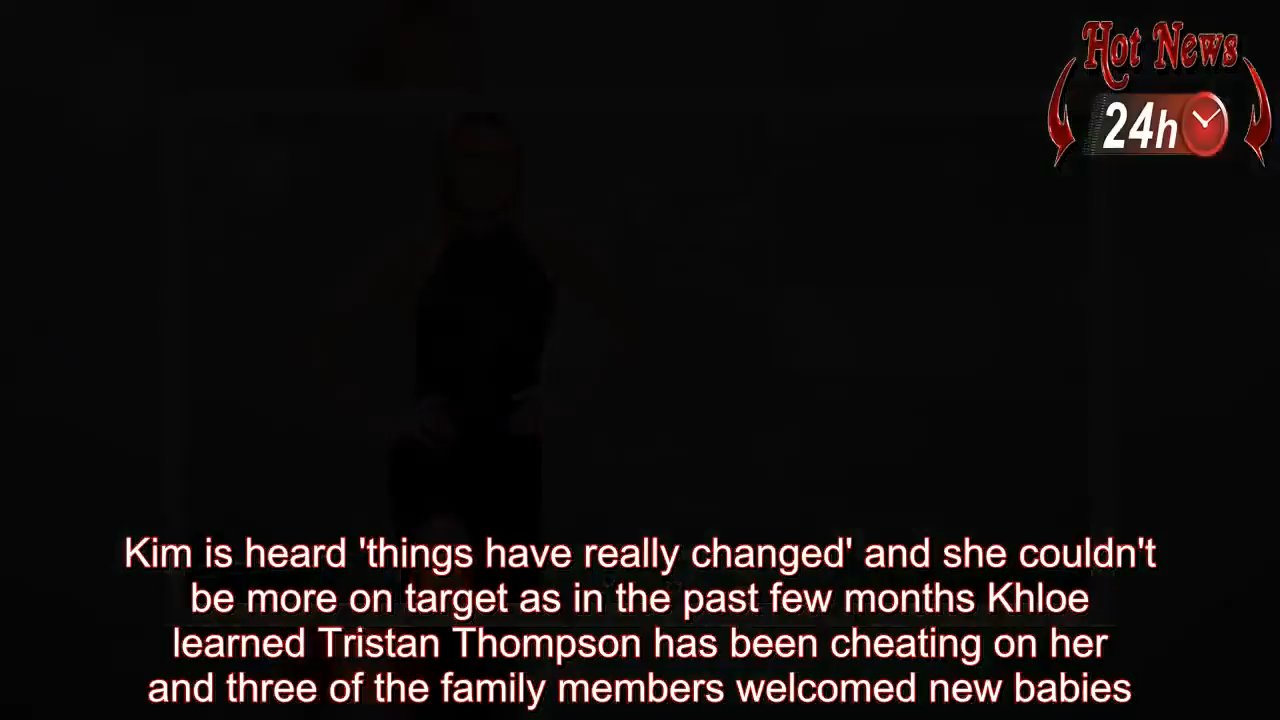 Hot News
24h
Kim is heard 'things have really changed' and she couldn't
be more on target as in the past few months Khloe
learned Tristan Thompson has been cheating on her
and three of the family members welcomed new babies